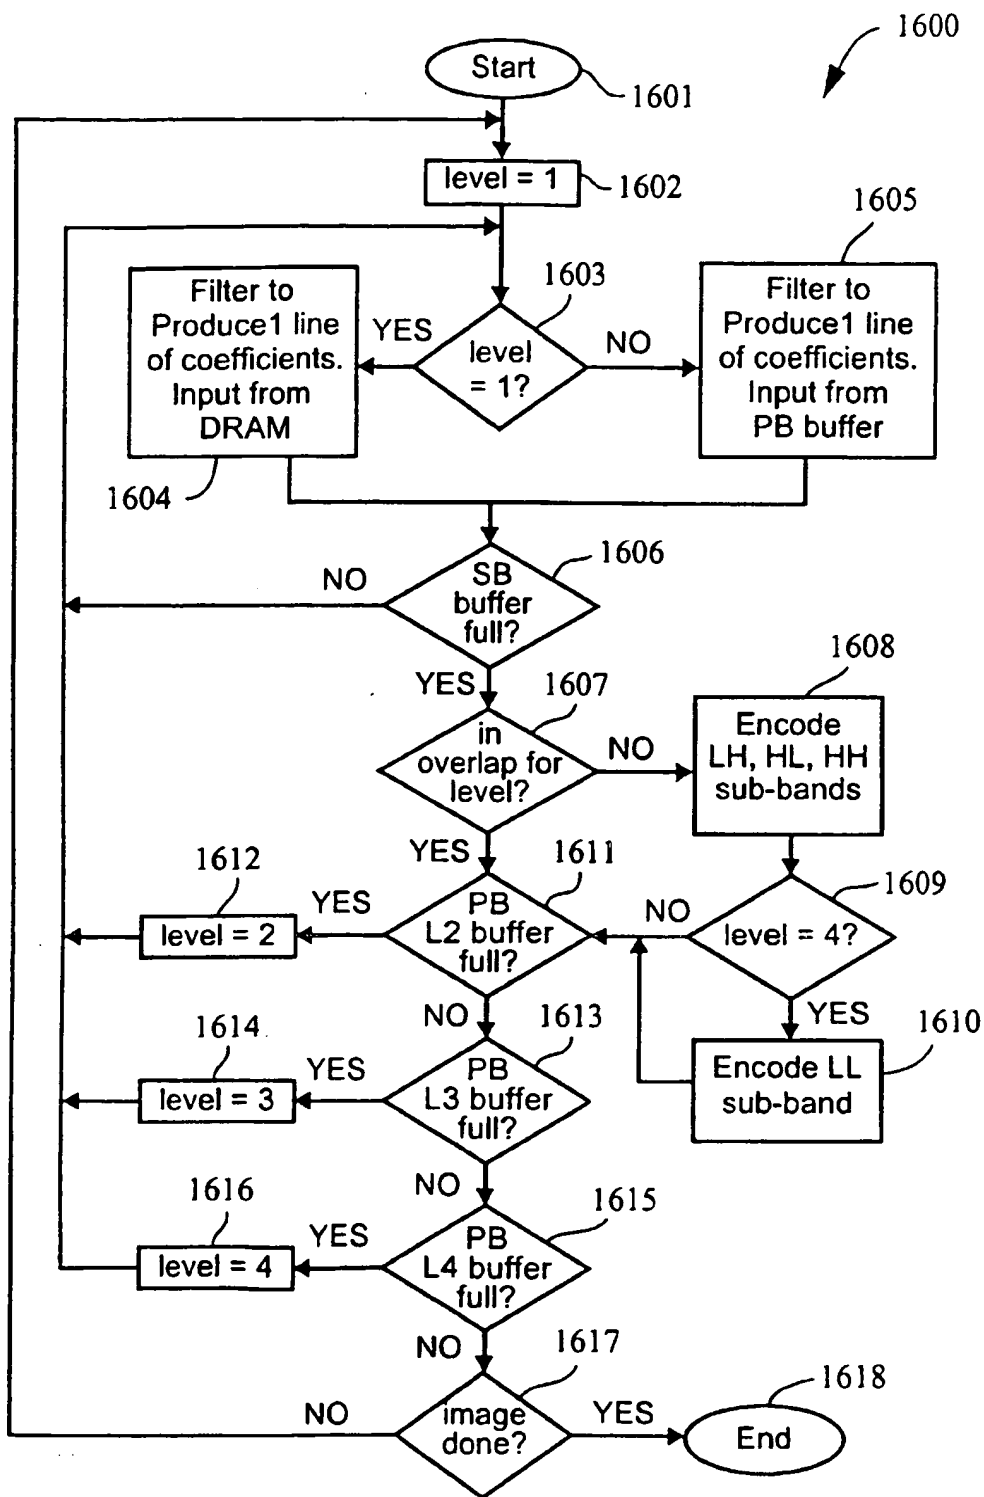 1600
Start
1601
level = 1
1602
1605
1603
Filter to
Produce1 line
of coefficients.
Input from
DRAM
YES
level
= 1?
NO
Filter to
Produce1 line
of coefficients.
Input from
PB buffer
1604
1606
NO
SB
buffer
full?
YES
1607
1608
in
overlap for
level?
NO
Encode
LH, HL, HH
sub-bands
YES
1611
1612
1609
YES
PB
L2 buffer
full?
NO
level = 4?
level = 2
NO
1613
YES
1610
1614
YES
PB
L3 buffer
full?
Encode LL
sub-band
level = 3
NO
1615
1616
YES
PB
L4 buffer
full?
level = 4
NO
1617
1618
NO
image
done?
YES
End